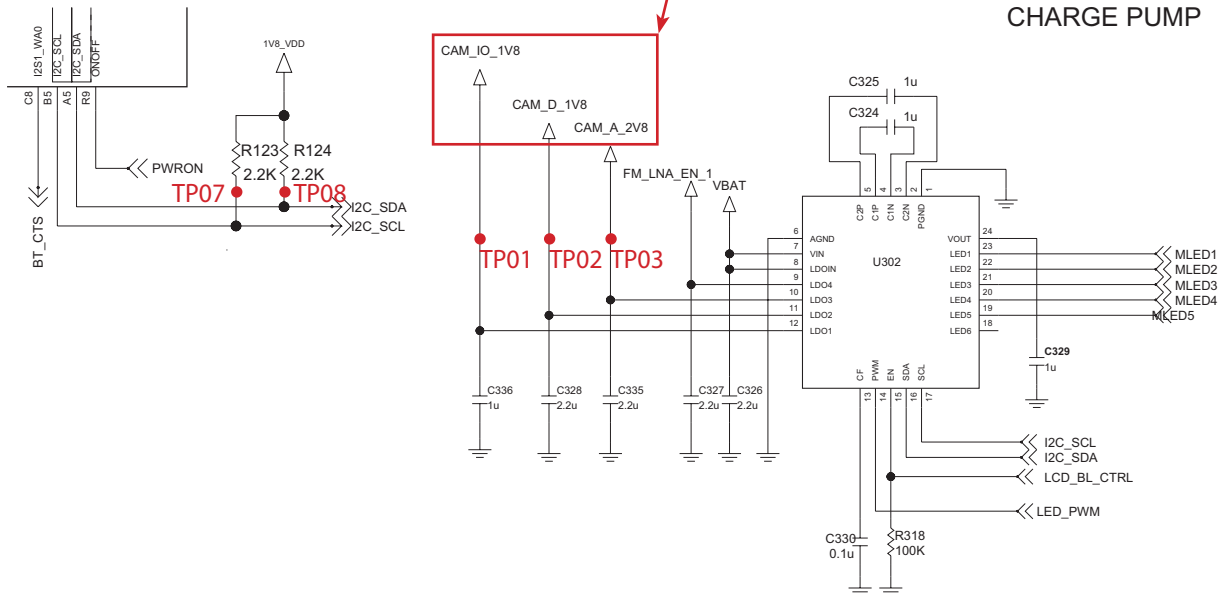 CHARGE PUMP
I2S1_WA0
I2C_SCL
I2C_SDA
ONOFF
C8
B5
A5
R9
1V8_VDD
R123
2.2K
R124
2.2K
PWRON
TP07
TP08
I2C_SDA
I2C_SCL
BT_CTS
CAM_IO_1V8
CAM_D_1V8
CAM_A_2V8
FM_LNA_EN_1
VBAT
TP01
TP02
TP03
C336
1u
C328
2.2u
C335
2.2u
C327
2.2u
C326
2.2u
C325
1u
C324
1u
5
4
3
2
1
C2P
C1P
C1N
C2N
PGND
U302
6 AGND
7 VIN
8 LDOIN
9 LDO4
10 LDO3
11 LDO2
12 LDO1
VOUT 24
LED1 23
LED2 22
LED3 21
LED4 20
LED5 19
LED6 18
MLED1
MLED2
MLED3
MLED4
MLED5
C329
1u
CF
PWM
EN
SDA
SCL
13
14
15
16
17
I2C_SCL
I2C_SDA
LCD_BL_CTRL
LED_PWM
C330
0.1u
R318
100K